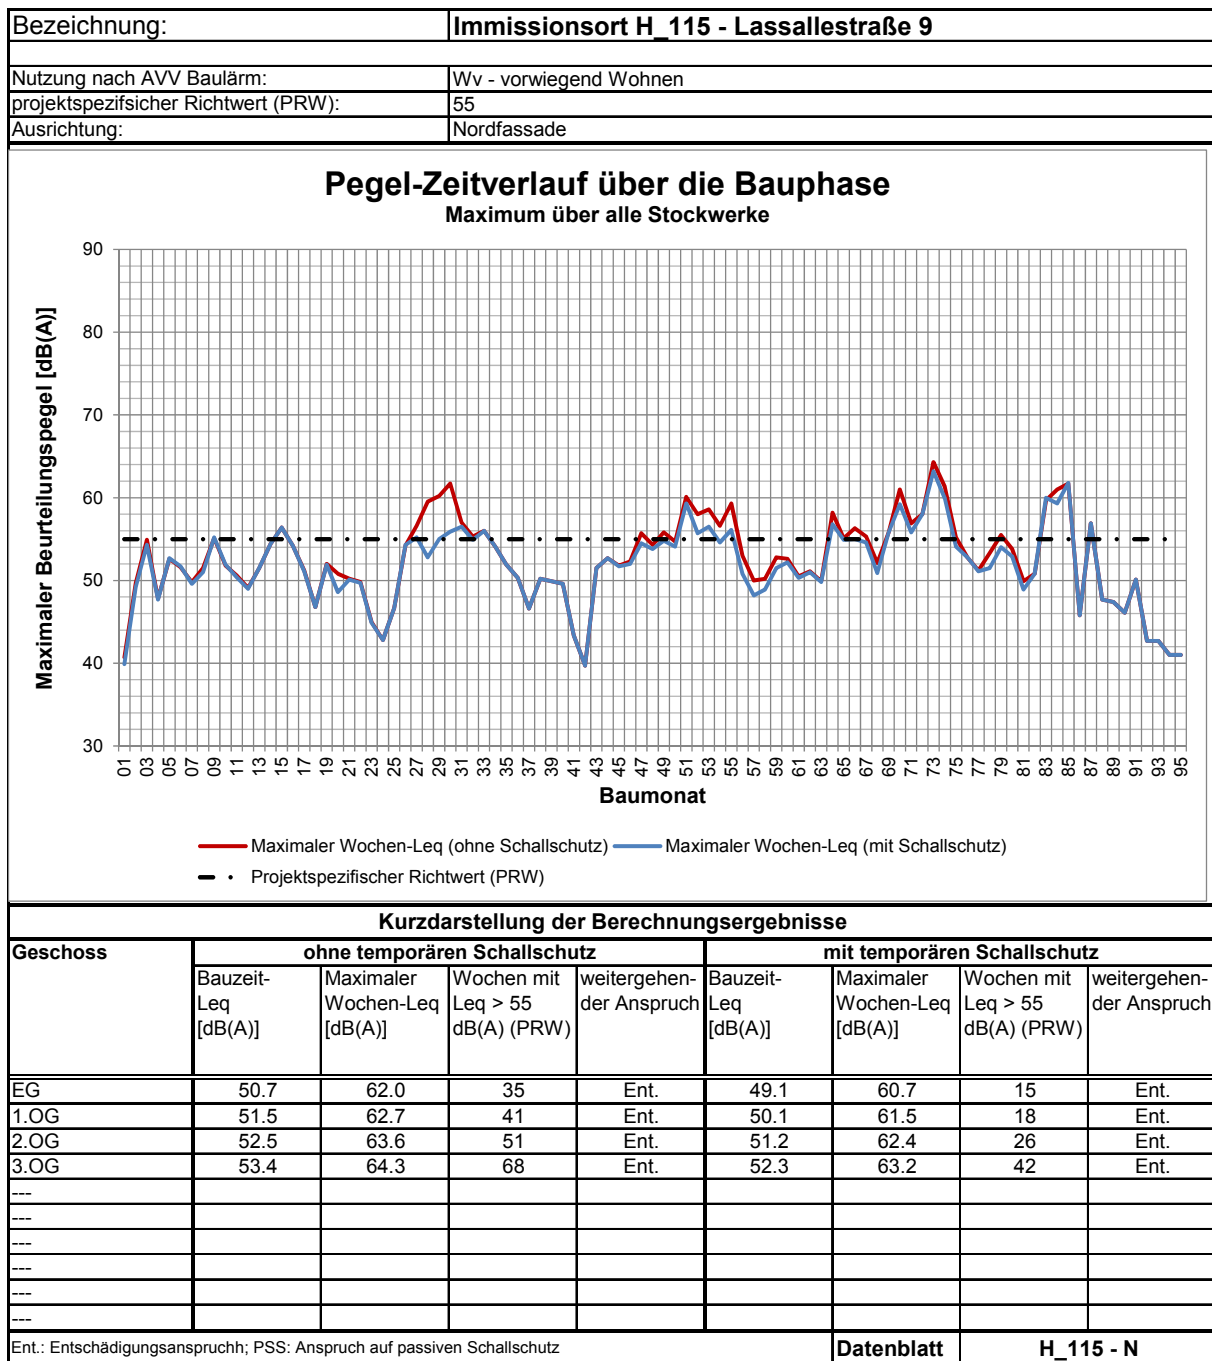 Bezeichnung: Immissionsort H_115 - Lassallestraße 9
Nutzung nach AVV Baulärm: Wv - vorwiegend Wohnen
projektspezifsicher Richtwert (PRW): 55
Ausrichtung: Nordfassade
Pegel-Zeitverlauf über die Bauphase
Maximum über alle Stockwerke
Maximaler Beurteilungspegel [dB(A)]
90
80
70
60
50
40
30
01 03 05 07 09 11 13 15 17 19 21 23 25 27 29 31 33 35 37 39 41 43 45 47 49 51 53 55 57 59 61 63 65 67 69 71 73 75 77 79 81 83 85 87 89 91 93 95
Baumonat
Maximaler Wochen-Leq (ohne Schallschutz) Maximaler Wochen-Leq (mit Schallschutz)
Projektspezifischer Richtwert (PRW)
Kurzdarstellung der Berechnungsergebnisse
Geschoss ohne temporären Schallschutz mit temporären Schallschutz
Bauzeit- Maximaler Wochen mit weitergehen- Bauzeit- Maximaler Wochen mit weitergehen-
Leq Wochen-Leq Leq > 55 der Anspruch Leq Wochen-Leq Leq > 55 der Anspruch
[dB(A)] [dB(A)] dB(A) (PRW) [dB(A)] [dB(A)] dB(A) (PRW)
EG 50.7 62.0 35 Ent. 49.1 60.7 15 Ent.
1.OG 51.5 62.7 41 Ent. 50.1 61.5 18 Ent.
2.OG 52.5 63.6 51 Ent. 51.2 62.4 26 Ent.
3.OG 53.4 64.3 68 Ent. 52.3 63.2 42 Ent.
---
---
---
---
---
---
Ent.: Entschädigungsanspruchh; PSS: Anspruch auf passiven Schallschutz Datenblatt H_115 - N